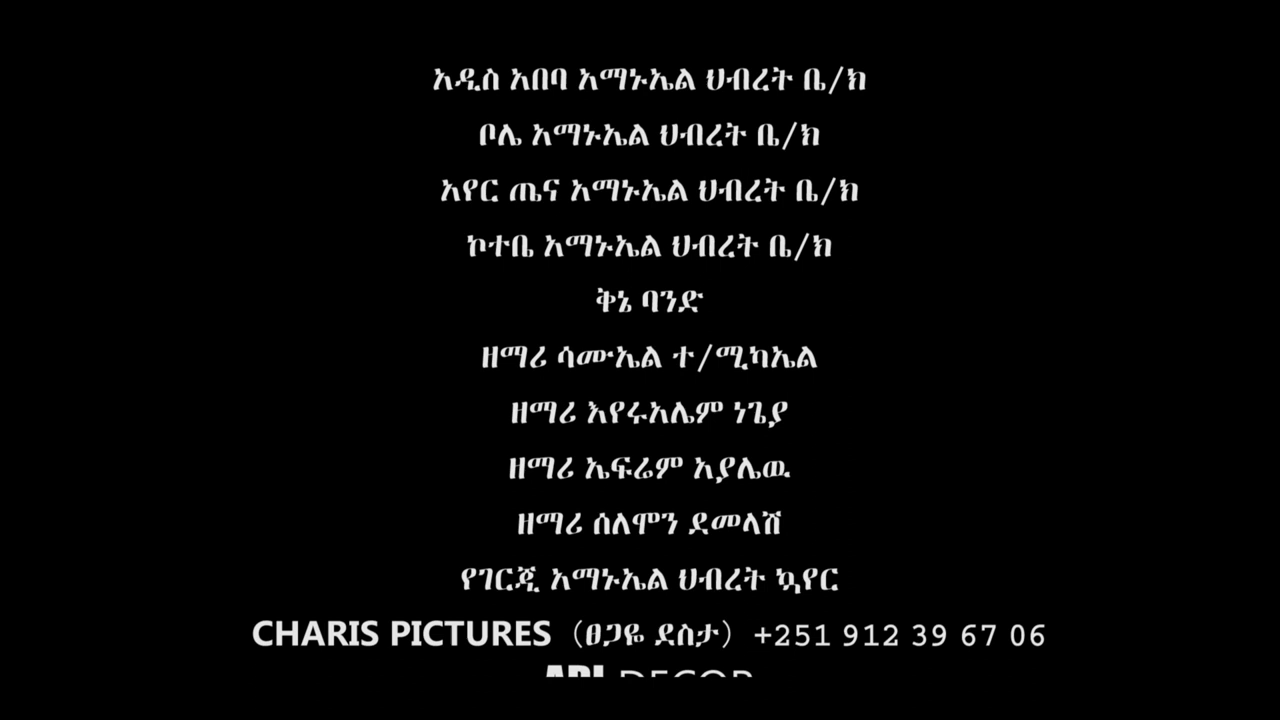 አዲስ አበባ አማኑኤል ህብረት ቤ/ክ
ቦሌ አማኑኤል ህብረት ቤ/ክ
አየር ጤና አማኑኤል ህብረት ቤ/ክ
ኮተቤ አማኑኤል ህብረት ቤ/ክ
ቅኔ ባንድ
ዘማሪ ሳሙኤል ተ/ሚካኤል
ዘማሪ እየሩአሌም ነጌያ
ዘማሪ ኤፍሬም አያሌዉ
ዘማሪ ሰለሞን ደመላሽ
የገርጂ አማኑኤል ህብረት ኳየር
CHARIS PICTURES (ፀጋዬ ደስታ) +251 912 39 67 06